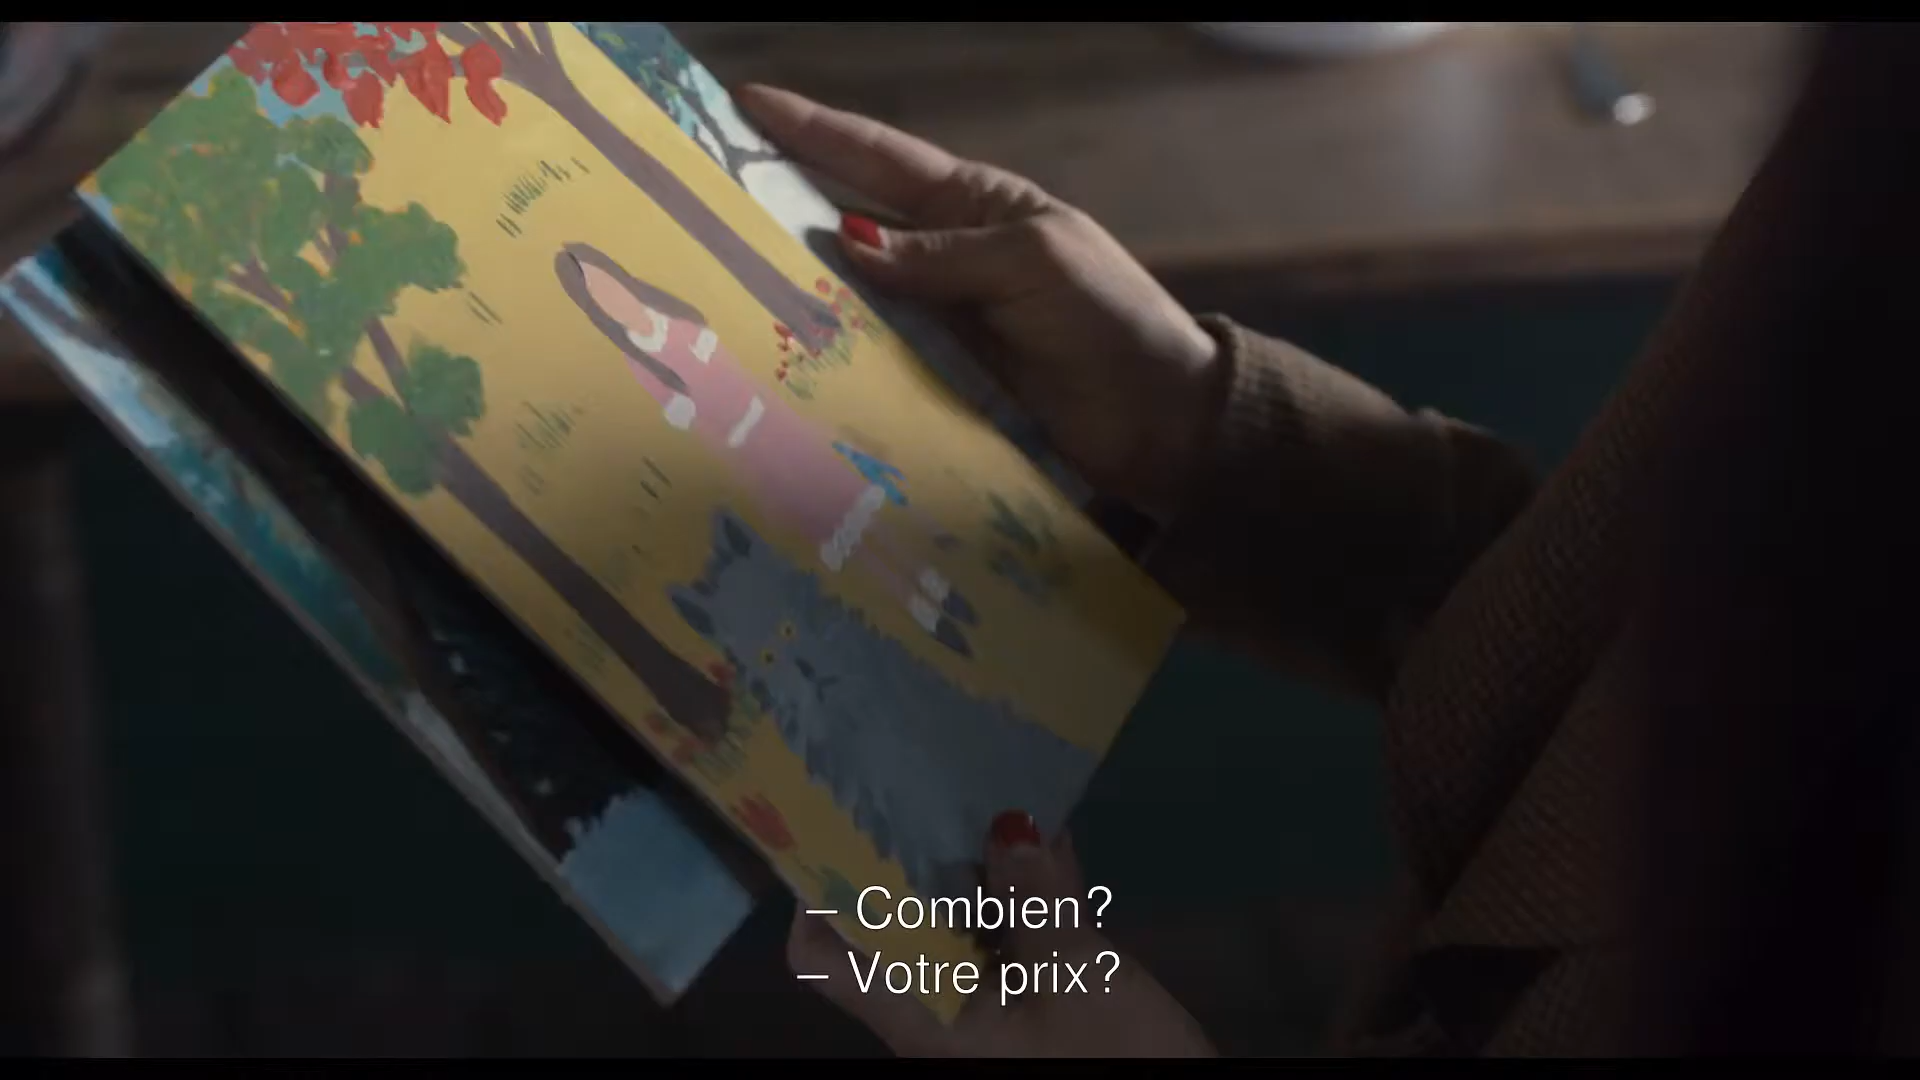 – Combien?
– Votre prix?